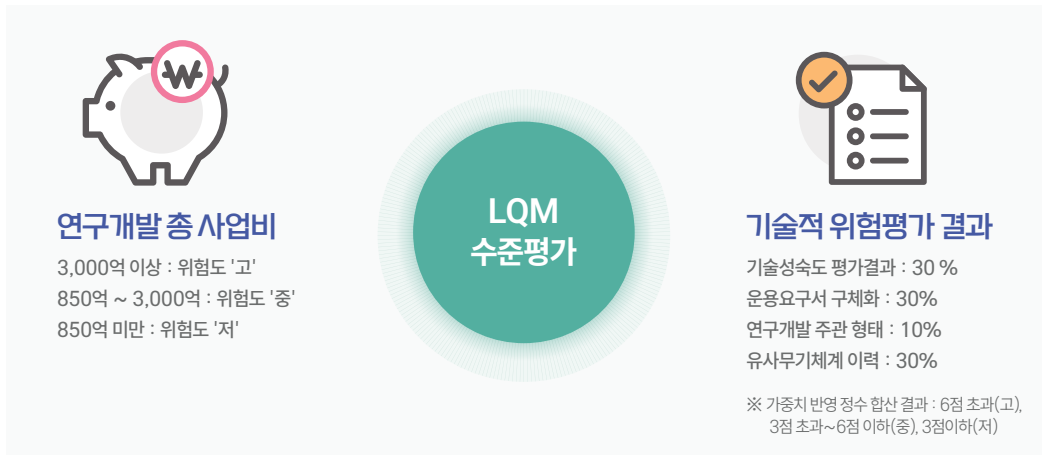 ₩
연구개발 총 사업비
3,000억 이상 : 위험도 '고'
850억 ~ 3,000억 : 위험도 '중'
850억 미만 : 위험도 '저'
LQM
수준평가
기술적 위험평가 결과
기술성숙도 평가결과 : 30 %
운용요구서 구체화 : 30%
연구개발 주관 형태 : 10%
유사무기체계 이력 : 30%
※ 가중치 반영 정수 합산 결과 : 6점 초과(고),
3점 초과~6점 이하(중), 3점이하(저)